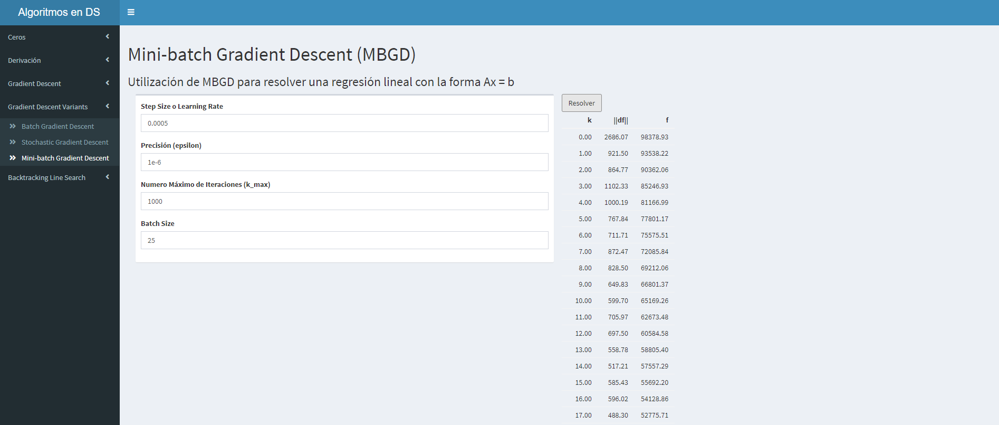 Algoritmos en DS
Ceros
Derivación
Gradient Descent
Gradient Descent Variants
Batch Gradient Descent
Stochastic Gradient Descent
Mini-batch Gradient Descent
Backtracking Line Search
Mini-batch Gradient Descent (MBGD)
Utilización de MBGD para resolver una regresión lineal con la forma Ax = b
Step Size o Learning Rate
0.0005
Precisión (epsilon)
1e-6
Numero Máximo de Iteraciones (k_max)
1000
Batch Size
25
Resolver
k ||df|| f
0.00 2686.07 98378.93
1.00 921.50 93538.22
2.00 864.77 90362.06
3.00 1102.33 85246.93
4.00 1000.19 81166.99
5.00 767.84 77801.17
6.00 711.71 75575.51
7.00 872.47 72085.84
8.00 828.50 69212.06
9.00 649.83 66801.37
10.00 599.70 65169.26
11.00 705.97 62673.48
12.00 697.50 60584.58
13.00 558.78 58805.40
14.00 517.21 57557.29
15.00 585.43 55692.20
16.00 596.02 54128.86
17.00 488.30 52775.71